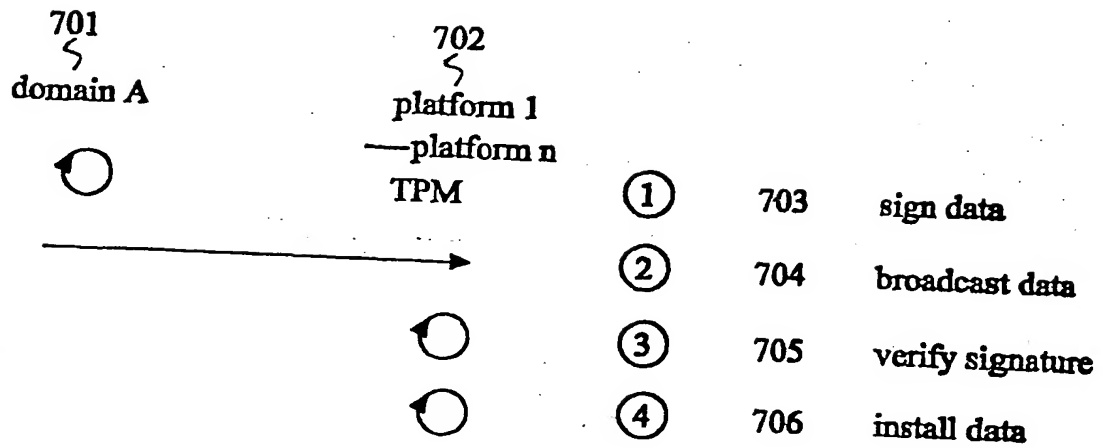 701
702
domain A
platform 1
—platform n
TPM
1 703 sign data
2 704 broadcast data
3 705 verify signature
4 706 install data